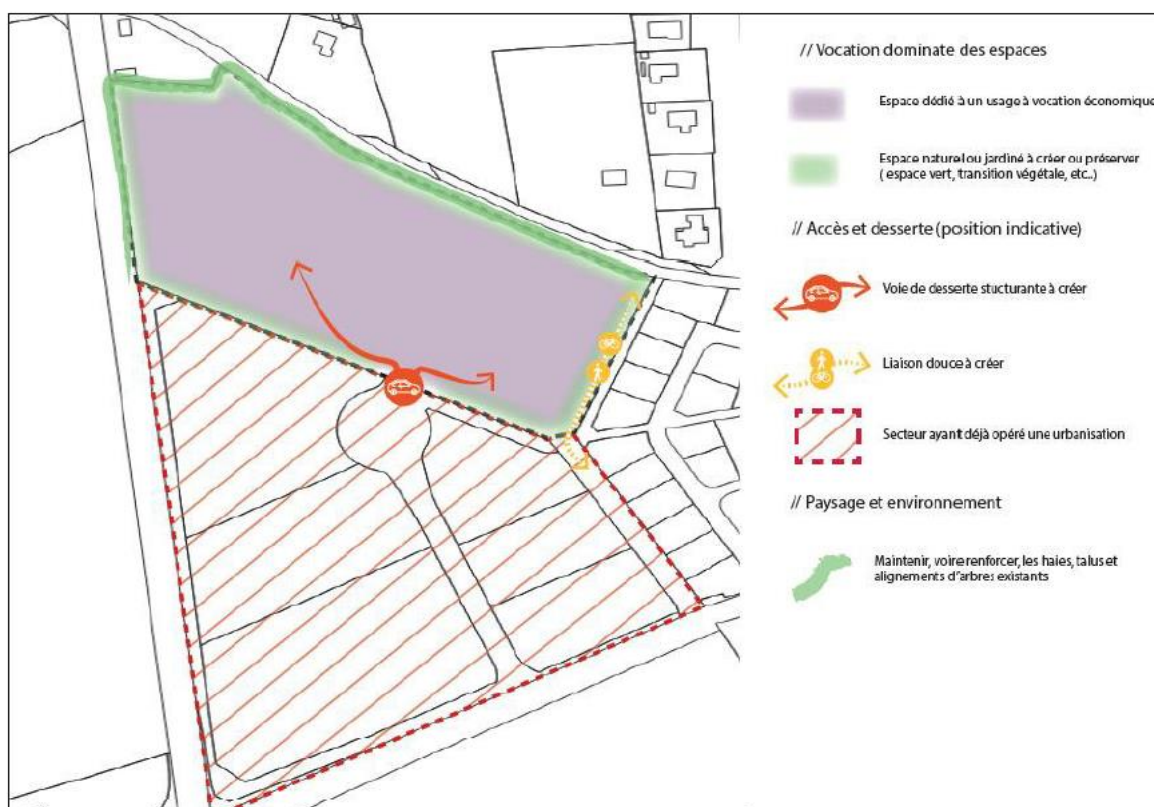 // Vocation dominate des espaces
Espace dédié à un usage à vocation économique
Espace naturel ou jardiné à créer ou préserver
( espace vert, transition végétale, etc..)
// Accès et desserte (position indicative)
Voie de desserte stucturante à créer
Liaison douce à créer
Secteur ayant déjà opéré une urbanisation
// Paysage et environnement
Maintenir, voire renforcer, les haies, talus et
alignements d'arbres existants